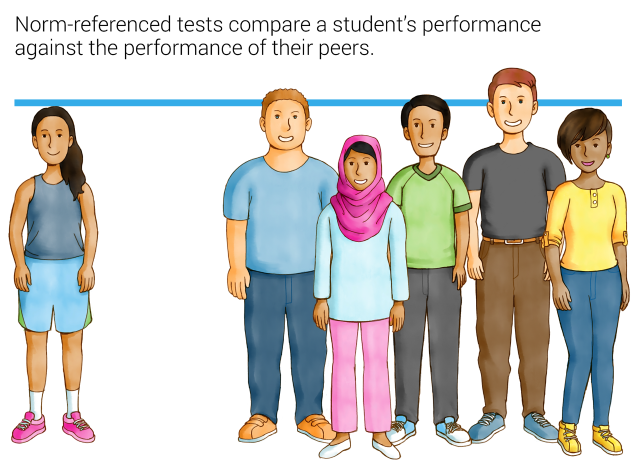 Norm-referenced tests compare a student’s performance
against the performance of their peers.